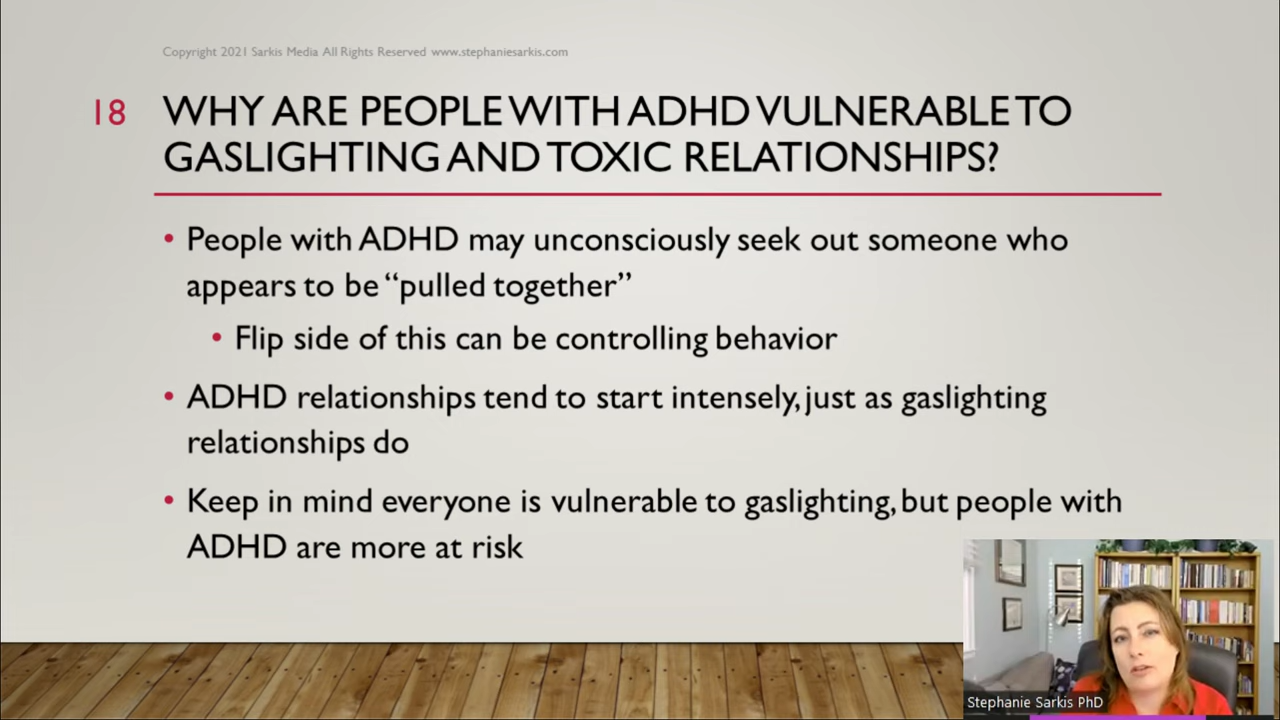 Copyright 2021 Sarkis Media All Rights Reserved www.stephaniesarkis.com
18
WHY ARE PEOPLE WITH ADHD VULNERABLE TO
GASLIGHTING AND TOXIC RELATIONSHIPS?
• People with ADHD may unconsciously seek out someone who
appears to be “pulled together”
• Flip side of this can be controlling behavior
• ADHD relationships tend to start intensely, just as gaslighting
relationships do
• Keep in mind everyone is vulnerable to gaslighting, but people with
ADHD are more at risk
Stephanie Sarkis PhD